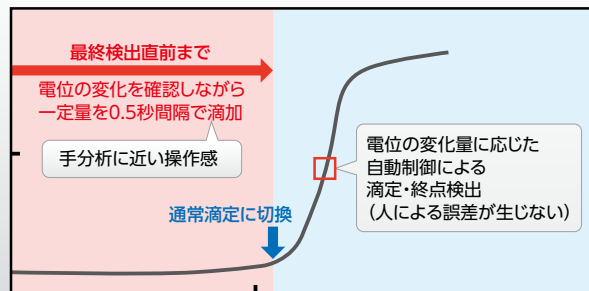 最終検出直前まで
電位の変化を確認しながら
一定量を0.5秒間隔で滴加
手分析に近い操作感
電位の変化量に応じた
自動制御による
滴定・終点検出
（人による誤差が生じない）
通常滴定に切換